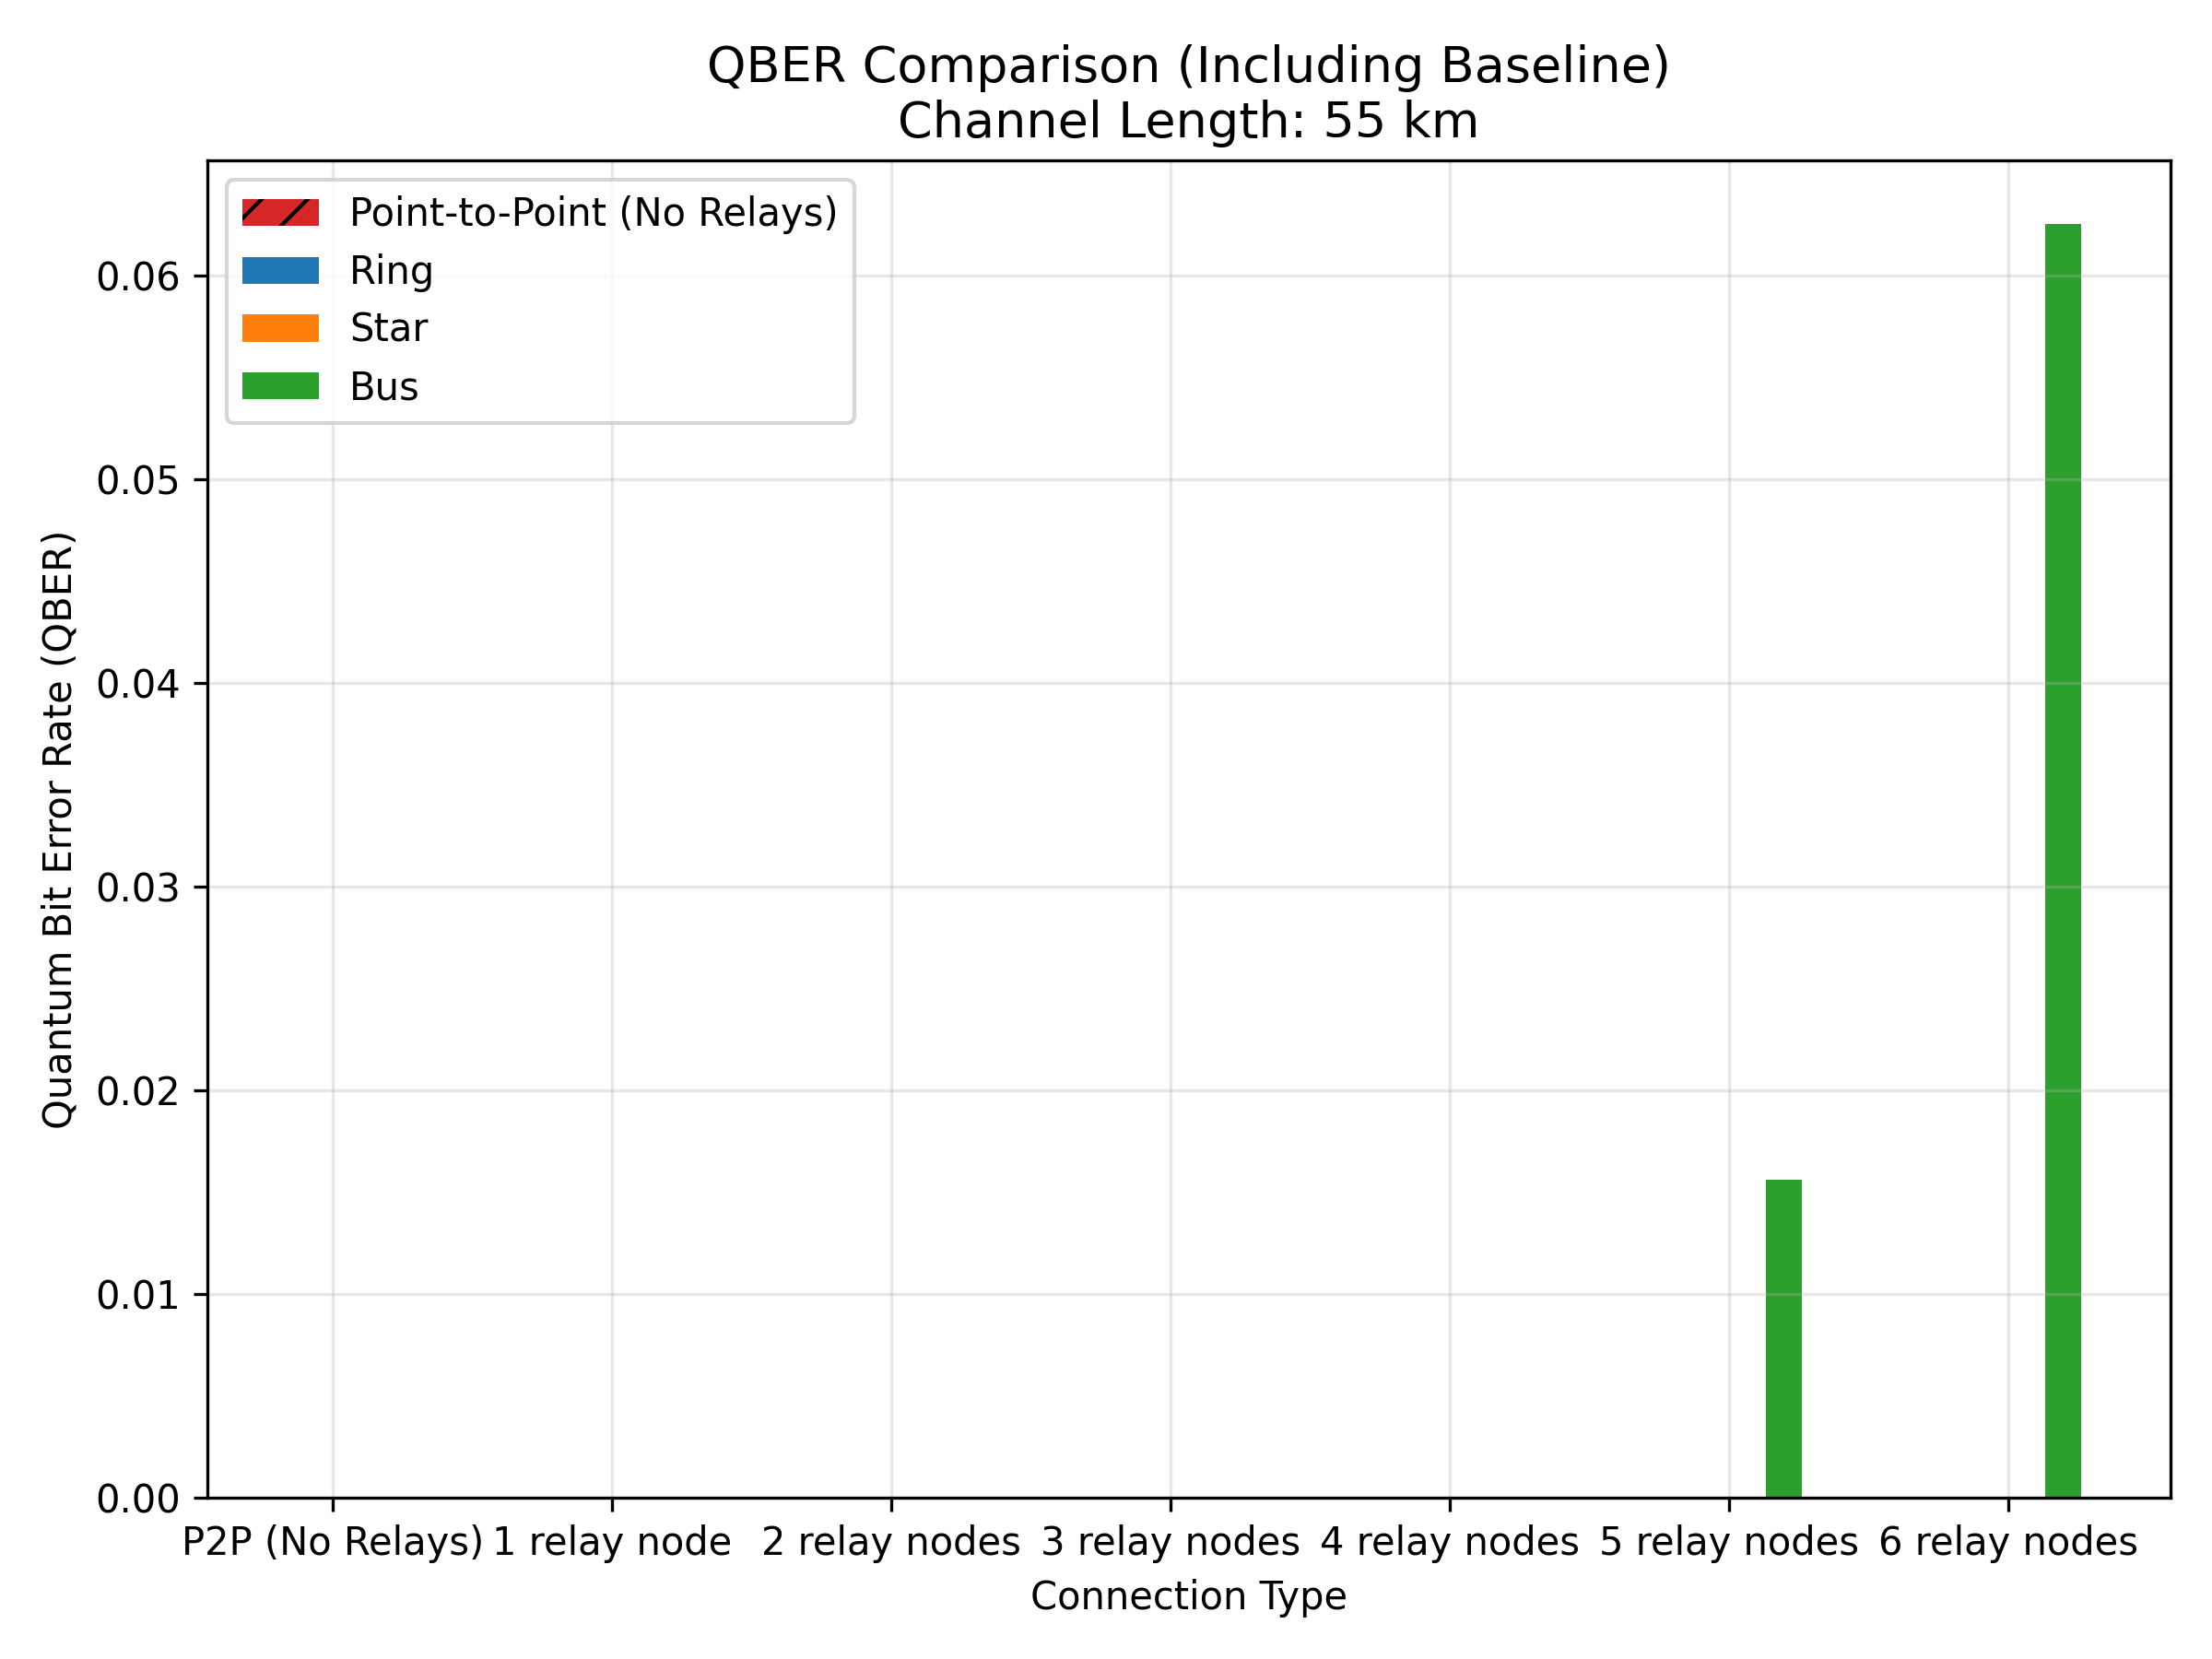 QBER Comparison (Including Baseline)
Channel Length: 55 km
Point-to-Point (No Relays)
Ring
Star
Bus
Quantum Bit Error Rate (QBER)
0.06
0.05
0.04
0.03
0.02
0.01
0.00
P2P (No Relays) 1 relay node 2 relay nodes 3 relay nodes 4 relay nodes 5 relay nodes 6 relay nodes
Connection Type